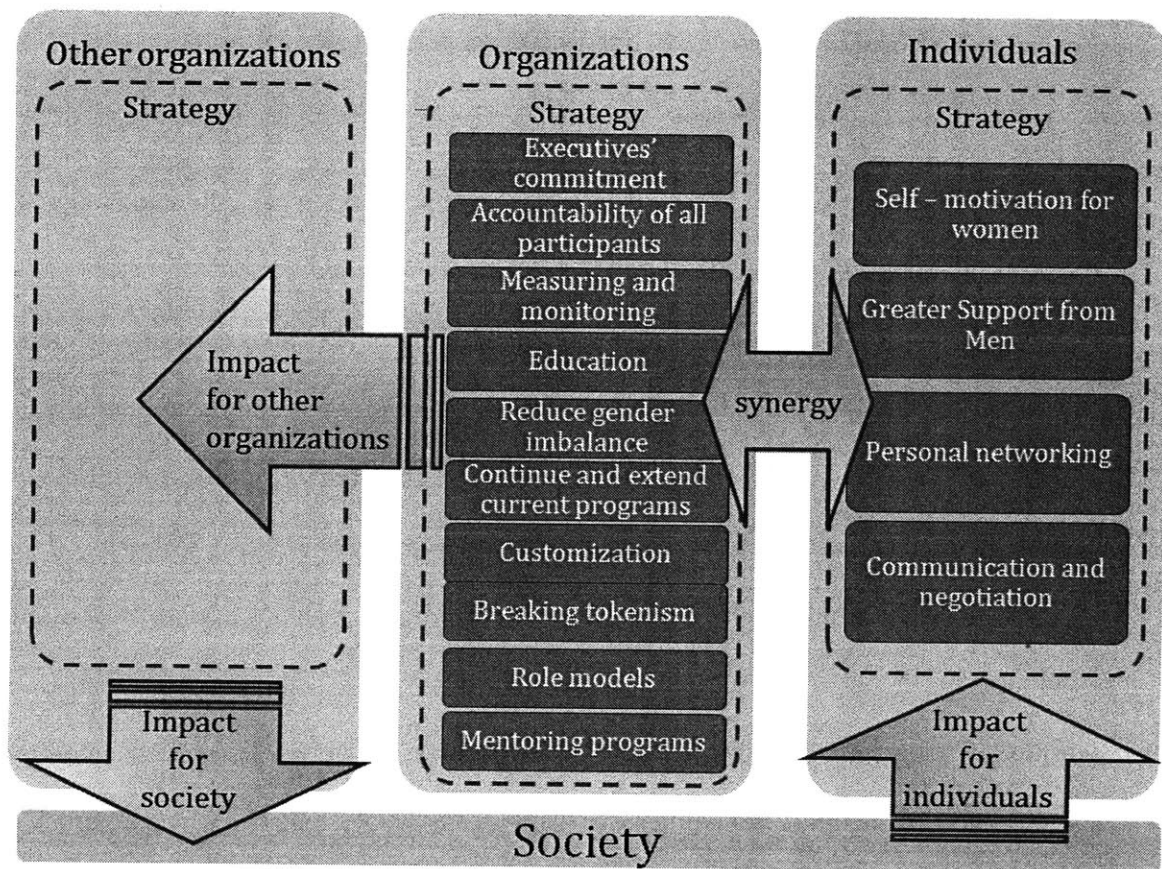 Other organizations
Strategy
Impact
for other
organizations
Impact
for
society
Organizations
Strategy
Executives'
commitment
Accountability of all
participants
Measuring and
monitoring
Education
Reduce gender
imbalance
Continue and extend
current programs
Customization
Breaking tokenism
Role models
Mentoring programs
synergy
Individuals
Strategy
Self – motivation for
women
Greater Support from
Men
Personal networking
Communication and
negotiation
Impact
for
individuals
Society